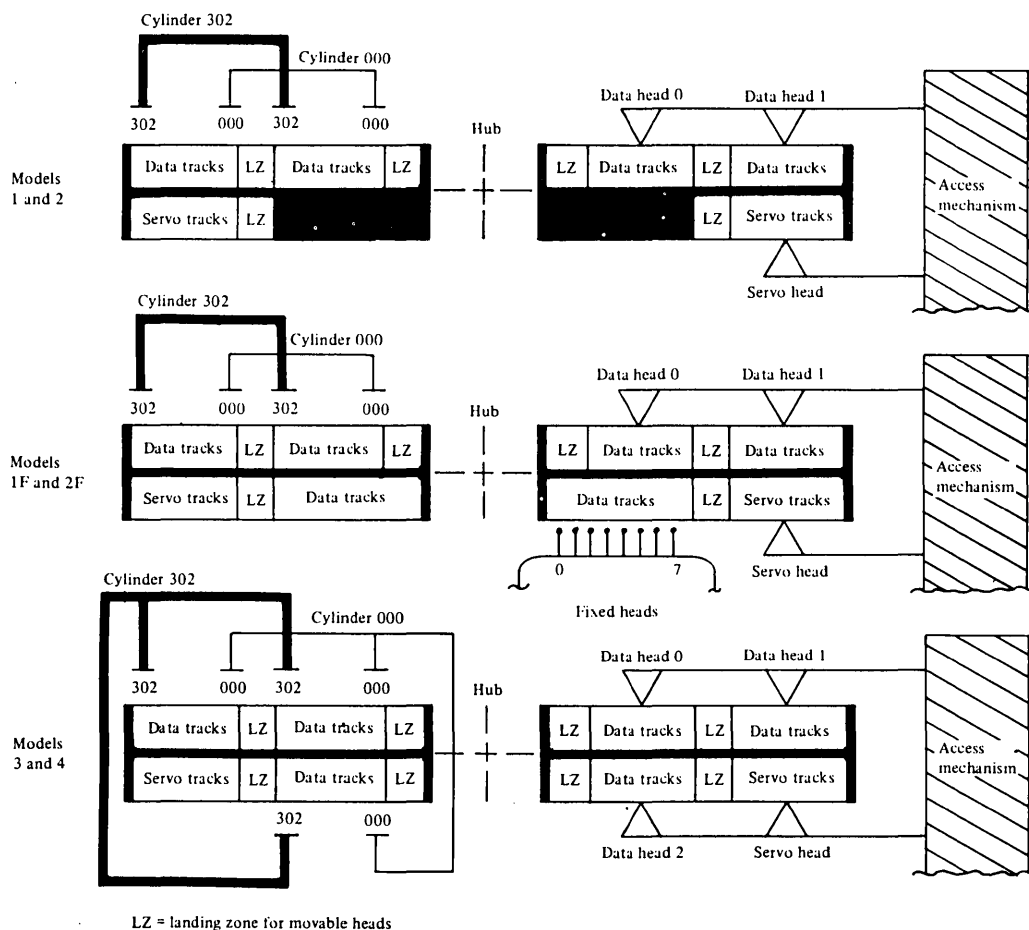 Cylinder 302
Cylinder 000
302 000 302 000
Hub
Data head 0 Data head 1
Models
1 and 2
Data tracks LZ Data tracks LZ
Servo tracks LZ
LZ Data tracks LZ Data tracks
LZ Servo tracks
Servo head
Access
mechanism
Cylinder 302
Cylinder 000
302 000 302 000
Hub
Data head 0 Data head 1
Models
1F and 2F
Data tracks LZ Data tracks LZ
Servo tracks LZ Data tracks
LZ Data tracks LZ Data tracks
Data tracks LZ Servo tracks
0 7
Fixed heads
Servo head
Access
mechanism
Cylinder 302
Cylinder 000
302 000 302 000
Hub
Data head 0 Data head 1
Models
3 and 4
Data tracks LZ Data tracks LZ
Servo tracks LZ Data tracks LZ
302 000
LZ Data tracks LZ Data tracks
LZ Data tracks LZ Servo tracks
Data head 2 Servo head
Access
mechanism
LZ = landing zone for movable heads